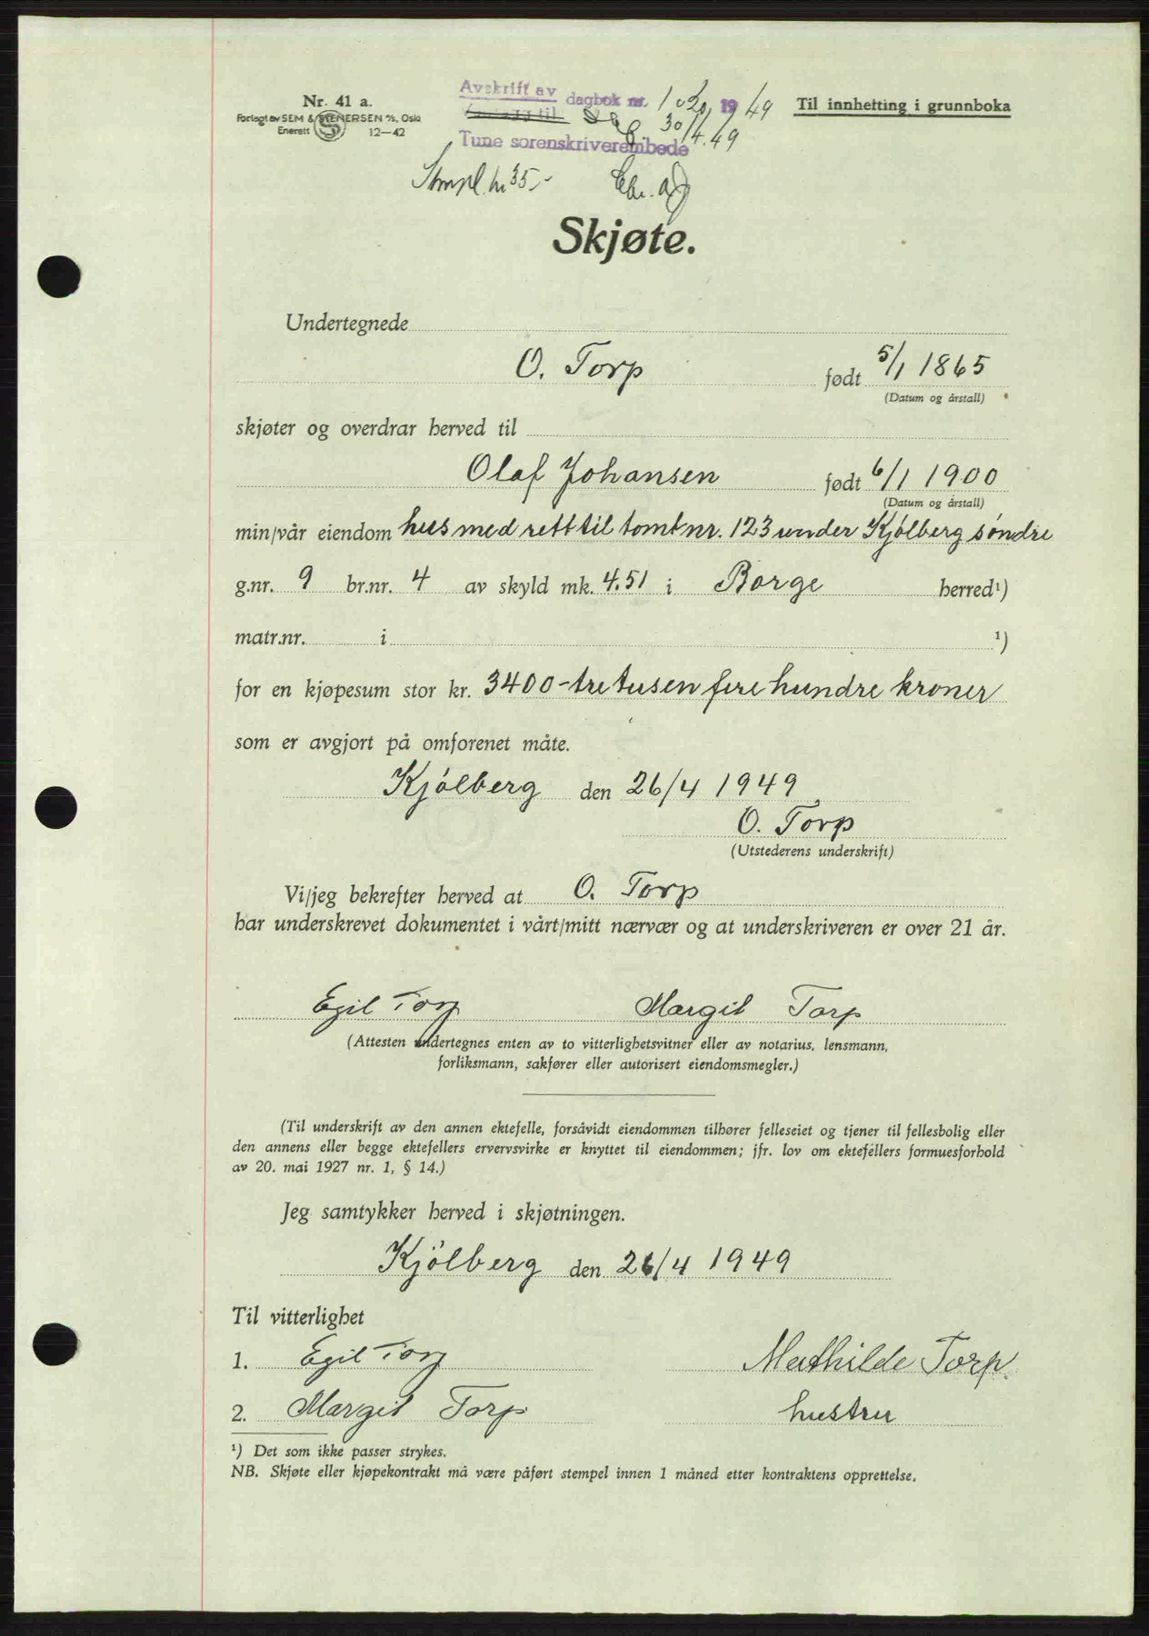 Nr. 41 a.
Forlagt av SEM & STENERSEN A/S, Oslo
Enerett 12—42
Avskrift av
dagbok nr. 1020 1949
30/4.49
Tune sorenskriverembede
Til innhefting i grunnboka
Stmpl. kr 35,-
Skjøte.
Undertegnede
O. Torp født 5/1 1865
(Datum og årstall)
skjøter og overdrar herved til
Olaf Johansen født 6/1 1900
(Datum og årstall)
min/vår eiendom hus med rett til tomt nr. 123 under Kjølberg søndre
g.nr. 9 br.nr. 4 av skyld mk. 4.51 i Borge herred¹)
matr.nr. i ¹)
for en kjøpesum stor kr. 3400 - tretusen fire hundre kroner
som er avgjort på omforenet måte.
Kjølberg den 26/4 1949
O. Torp
(Utstederens underskrift)
Vi/jeg bekrefter herved at O. Torp
har underskrevet dokumentet i vårt/mitt nærvær og at underskriveren er over 21 år.
Egil Torp Margit Torp
(Attesten undertegnes enten av to vitterlighetsvitner eller av notarius, lensmann,
forliksmann, sakfører eller autorisert eiendomsmegler.)
(Til underskrift av den annen ektefelle, forsåvidt eiendommen tilhører felleseiet og tjener til fellesbolig eller
den annens eller begge ektefellers ervervsvirke er knyttet til eiendommen; jfr. lov om ektefellers formuesforhold
av 20. mai 1927 nr. 1, § 14.)
Jeg samtykker herved i skjøtningen.
Kjölberg den 26/4 1949
Til vitterlighet
1. Egil Torp Mathilde Torp
2. Margit Torp hustru
¹) Det som ikke passer strykes.
NB. Skjøte eller kjøpekontrakt må være påført stempel innen 1 måned etter kontraktens opprettelse.